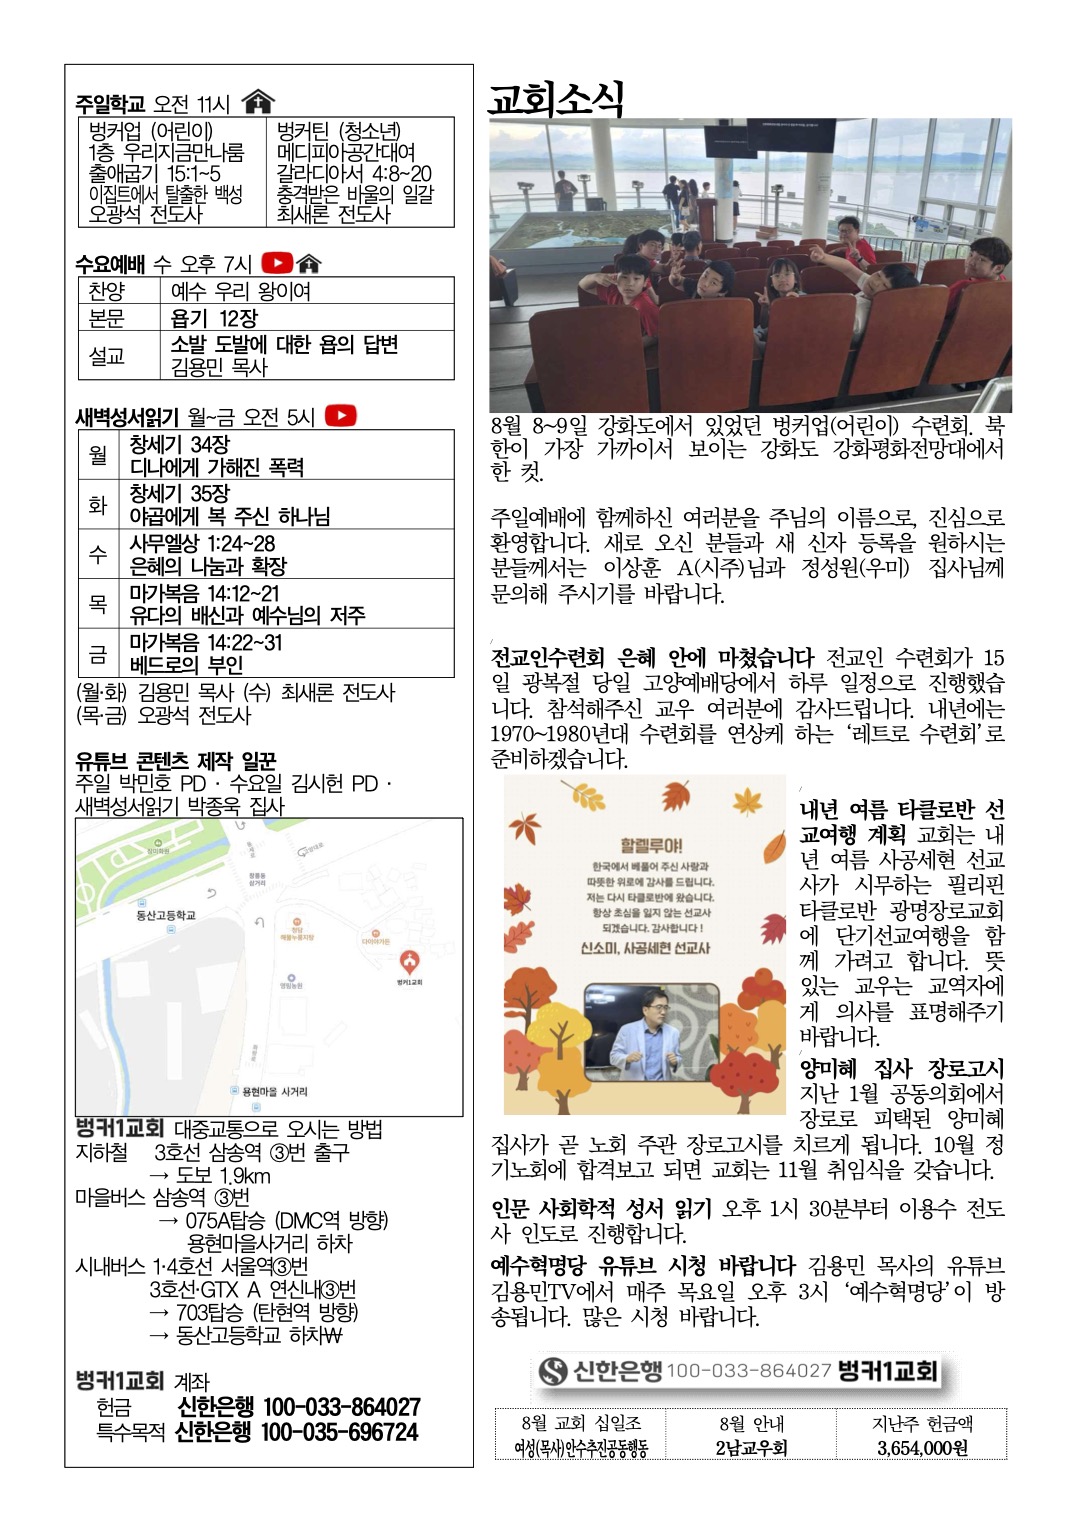 주일학교 오전 11시
벙커업 (어린이)
1층 우리지금만나룸
출애굽기 15:1~5
이집트에서 탈출한 백성
오광석 전도사
벙커틴 (청소년)
메디피아공간대여
갈라디아서 4:8~20
충격받은 바울의 일갈
최새론 전도사
수요예배 수 오후 7시
찬양 예수 우리 왕이여
본문 욥기 12장
설교 소발 도발에 대한 욥의 답변
김용민 목사
새벽성서읽기 월~금 오전 5시
월 창세기 34장
디나에게 가해진 폭력
화 창세기 35장
야곱에게 복 주신 하나님
수 사무엘상 1:24~28
은혜의 나눔과 확장
목 마가복음 14:12~21
유다의 배신과 예수님의 저주
금 마가복음 14:22~31
베드로의 부인
(월·화) 김용민 목사 (수) 최새론 전도사
(목·금) 오광석 전도사
유튜브 콘텐츠 제작 일꾼
주일 박민호 PD · 수요일 김시헌 PD ·
새벽성서읽기 박종욱 집사
장미화원
창릉동
삼거리
동산고등학교
다이아가든
벙커1교회
용현마을 사거리
벙커1교회 대중교통으로 오시는 방법
지하철 3호선 삼송역 ③번 출구
→ 도보 1.9km
마을버스 삼송역 ③번
→ 075A탑승 (DMC역 방향)
용현마을사거리 하차
시내버스 1·4호선 서울역③번
3호선·GTX A 연신내③번
→ 703탑승 (탄현역 방향)
→ 동산고등학교 하차₩
벙커1교회 계좌
헌금 신한은행 100-033-864027
특수목적 신한은행 100-035-696724
교회소식
8월 8~9일 강화도에서 있었던 벙커업(어린이) 수련회. 북
한이 가장 가까이서 보이는 강화도 강화평화전망대에서
한 컷.
주일예배에 함께하신 여러분을 주님의 이름으로, 진심으로
환영합니다. 새로 오신 분들과 새 신자 등록을 원하시는
분들께서는 이상훈 A(시주)님과 정성원(우미) 집사님께
문의해 주시기를 바랍니다.
전교인수련회 은혜 안에 마쳤습니다 전교인 수련회가 15
일 광복절 당일 고양예배당에서 하루 일정으로 진행했습
니다. 참석해주신 교우 여러분에 감사드립니다. 내년에는
1970~1980년대 수련회를 연상케 하는 ‘레트로 수련회’로
준비하겠습니다.
할렐루야!
한국에서 베풀어 주신 사랑과
따뜻한 위로에 감사를 드립니다.
저는 다시 타클로반에 왔습니다.
항상 초심을 잃지 않는 선교사
되겠습니다. 감사합니다 !
신소미, 사공세현 선교사
내년 여름 타클로반 선
교여행 계획 교회는 내
년 여름 사공세현 선교
사가 시무하는 필리핀
타클로반 광명장로교회
에 단기선교여행을 함
께 가려고 합니다. 뜻
있는 교우는 교역자에
게 의사를 표명해주기
바랍니다.
양미혜 집사 장로고시
지난 1월 공동의회에서
장로로 피택된 양미혜
집사가 곧 노회 주관 장로고시를 치르게 됩니다. 10월 정
기노회에 합격보고 되면 교회는 11월 취임식을 갖습니다.
인문 사회학적 성서 읽기 오후 1시 30분부터 이용수 전도
사 인도로 진행합니다.
예수혁명당 유튜브 시청 바랍니다 김용민 목사의 유튜브
김용민TV에서 매주 목요일 오후 3시 ‘예수혁명당’이 방
송됩니다. 많은 시청 바랍니다.
신한은행 100-033-864027 벙커1교회
8월 교회 십일조
여성(목사)안수추진공동행동
8월 안내
2남교우회
지난주 헌금액
3,654,000원